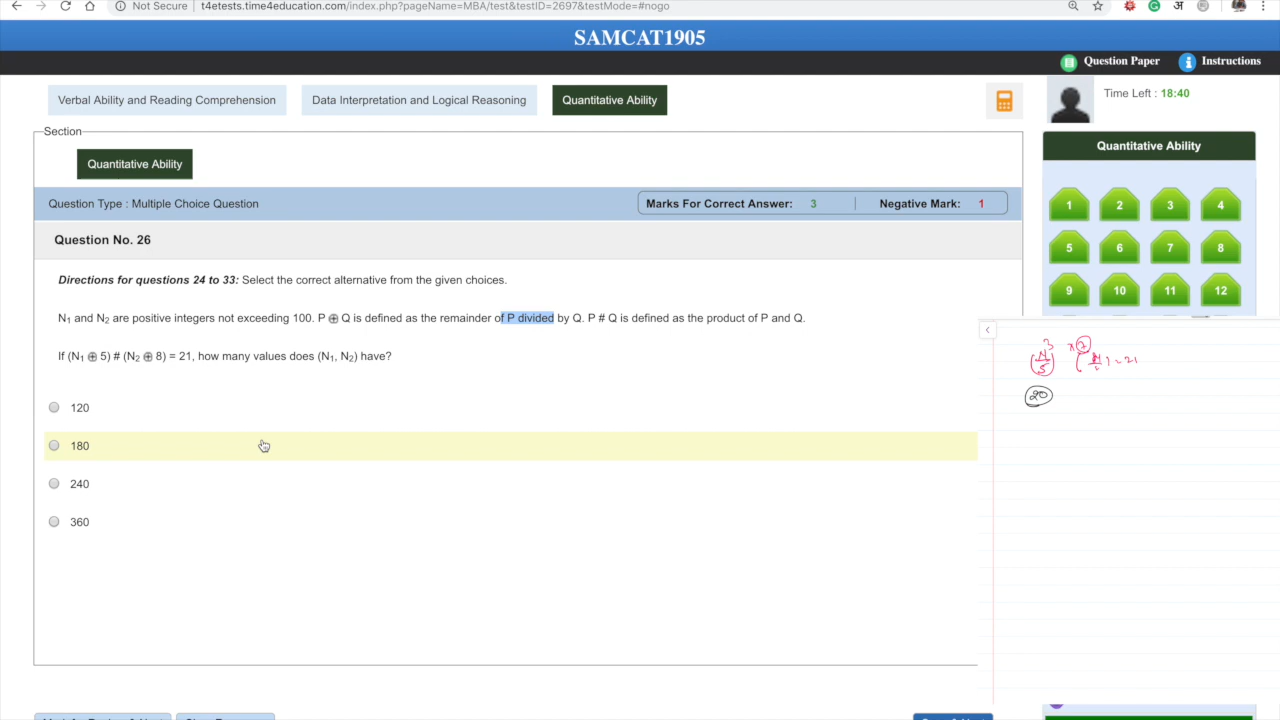 Not Secure | t4etests.time4education.com/index.php?pageName=MBA/test&testID=2697&testMode=#nogo
SAMCAT1905
Question Paper Instructions
Verbal Ability and Reading Comprehension Data Interpretation and Logical Reasoning Quantitative Ability
Time Left : 18:40
Section
Quantitative Ability
Quantitative Ability
Question Type : Multiple Choice Question Marks For Correct Answer: 3 | Negative Mark: 1
1 2 3 4
Question No. 26
5 6 7 8
Directions for questions 24 to 33: Select the correct alternative from the given choices.
9 10 11 12
N₁ and N₂ are positive integers not exceeding 100. P ⊕ Q is defined as the remainder of P divided by Q. P # Q is defined as the product of P and Q.
If (N₁ ⊕ 5) # (N₂ ⊕ 8) = 21, how many values does (N₁, N₂) have?
20
120
180
240
360